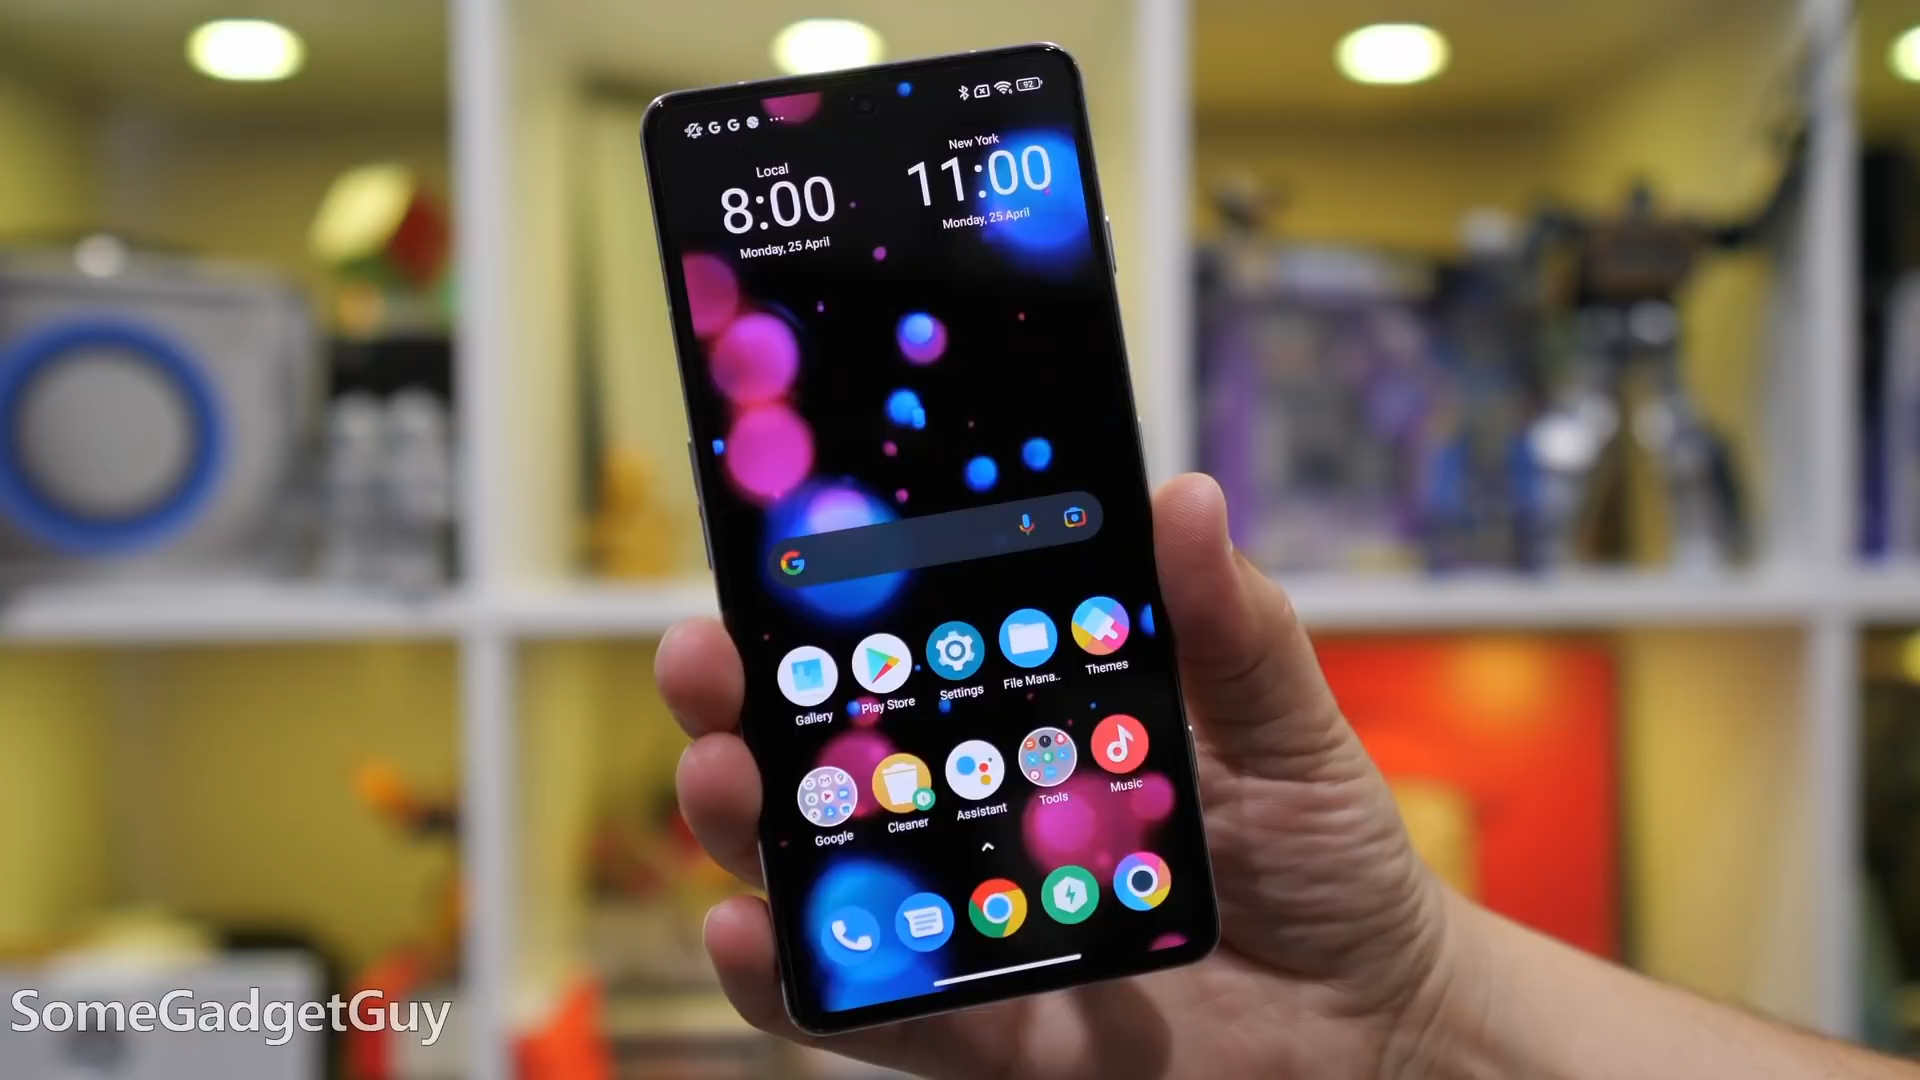 92
Local
8:00
Monday, 25 April
New York
11:00
Monday, 25 April
Gallery
Play Store
Settings
File Mana..
Themes
Google
Cleaner
Assistant
Tools
Music
SomeGadgetGuy